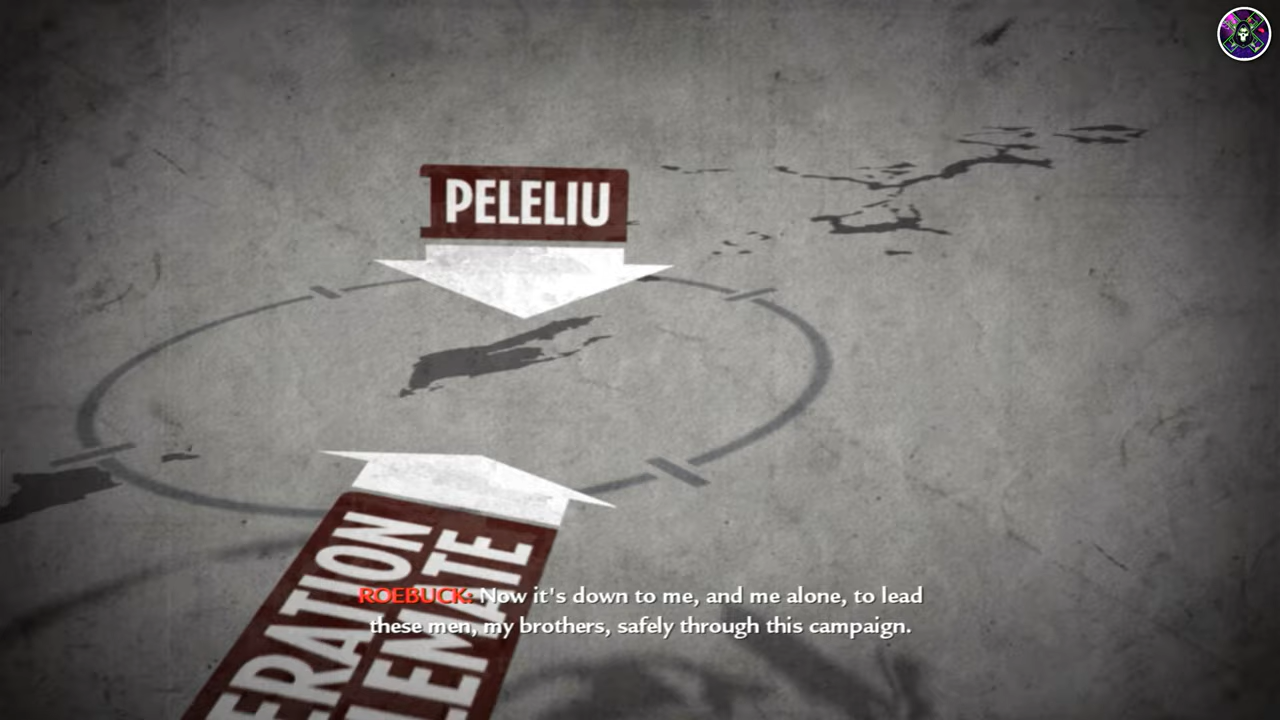 PELELIU
ERATION
LEMATE
ROEBUCK: Now it's down to me, and me alone, to lead
these men, my brothers, safely through this campaign.